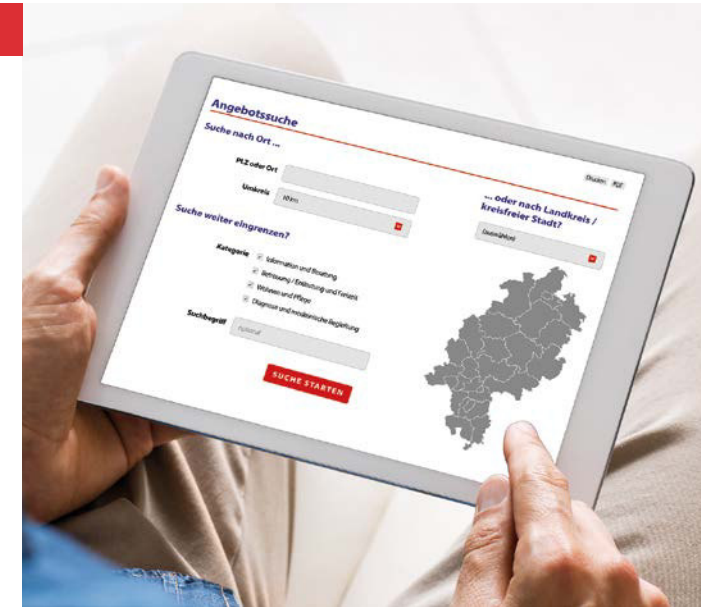 Angebotssuche
Drucken PDF
Suche nach Ort ...
PLZ oder Ort
Umkreis 10 km
... oder nach Landkreis /
kreisfreier Stadt?
(auswählen)
Suche weiter eingrenzen?
Kategorie Information und Beratung
Betreuung / Entlastung und Freizeit
Wohnen und Pflege
Diagnose und medizinische Begleitung
Suchbegriff optional
SUCHE STARTEN